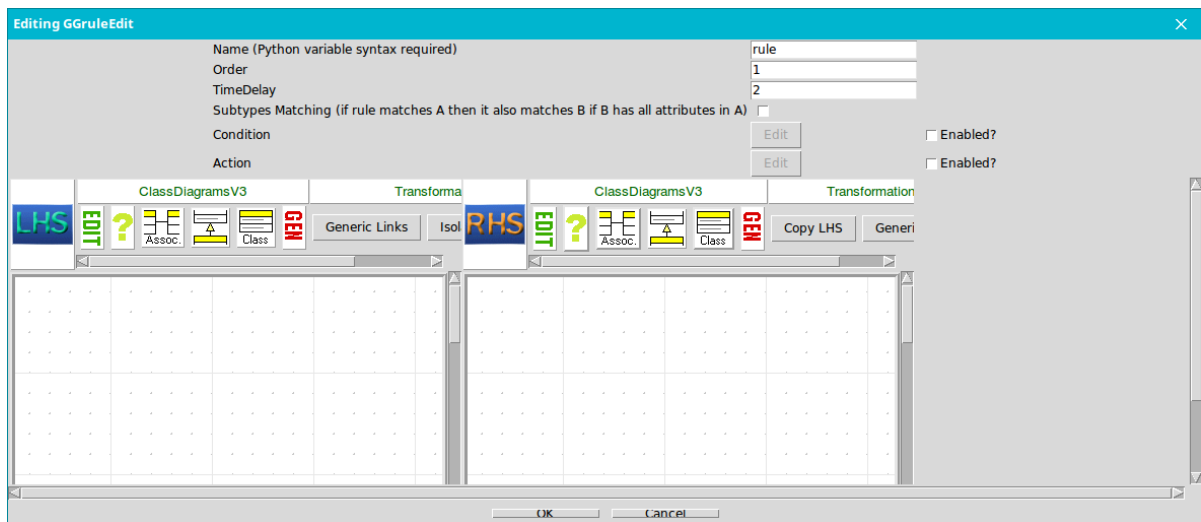 Editing GGruleEdit
Name (Python variable syntax required) rule
Order 1
TimeDelay 2
Subtypes Matching (if rule matches A then it also matches B if B has all attributes in A)
Condition Edit Enabled?
Action Edit Enabled?
LHS ClassDiagramsV3 Transforma RHS ClassDiagramsV3 Transformation
EDIT ? Assoc. Class GEN Generic Links Isol EDIT ? Assoc. Class GEN Copy LHS Generi
OK Cancel